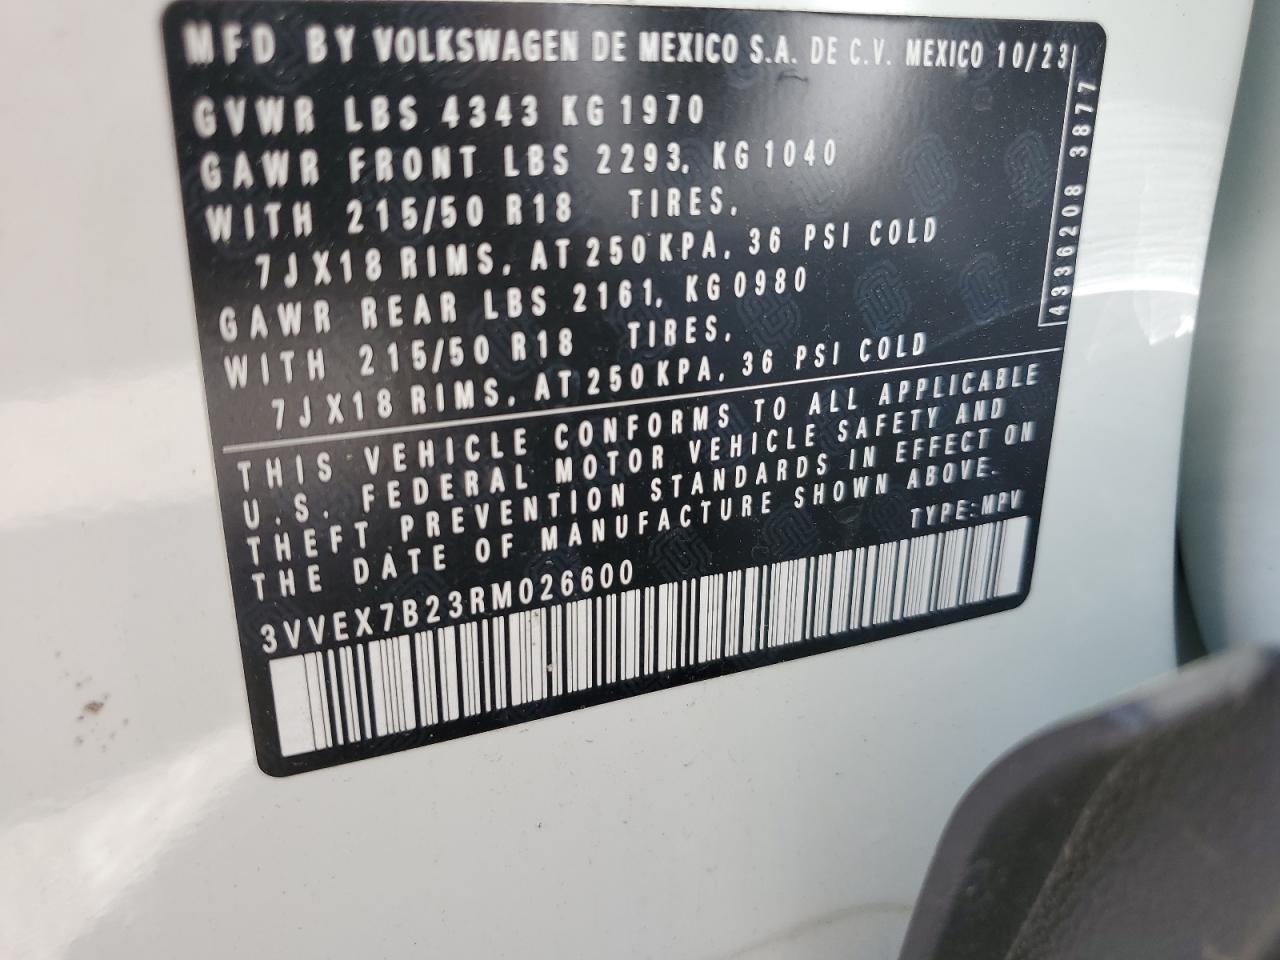 MFD BY VOLKSWAGEN DE MEXICO S.A. DE C.V. MEXICO 10/23
GVWR LBS 4343 KG 1970
GAWR FRONT LBS 2293, KG 1040
WITH 215/50 R18 TIRES,
7J X18 RIMS, AT 250 KPA, 36 PSI COLD
GAWR REAR LBS 2161, KG 0980
WITH 215/50 R18 TIRES,
7J X18 RIMS, AT 250 KPA, 36 PSI COLD
4336208 3877
THIS VEHICLE CONFORMS TO ALL APPLICABLE
U.S. FEDERAL MOTOR VEHICLE SAFETY AND
THEFT PREVENTION STANDARDS IN EFFECT ON
THE DATE OF MANUFACTURE SHOWN ABOVE.
TYPE:MPV
3VVEX7B23RM026600